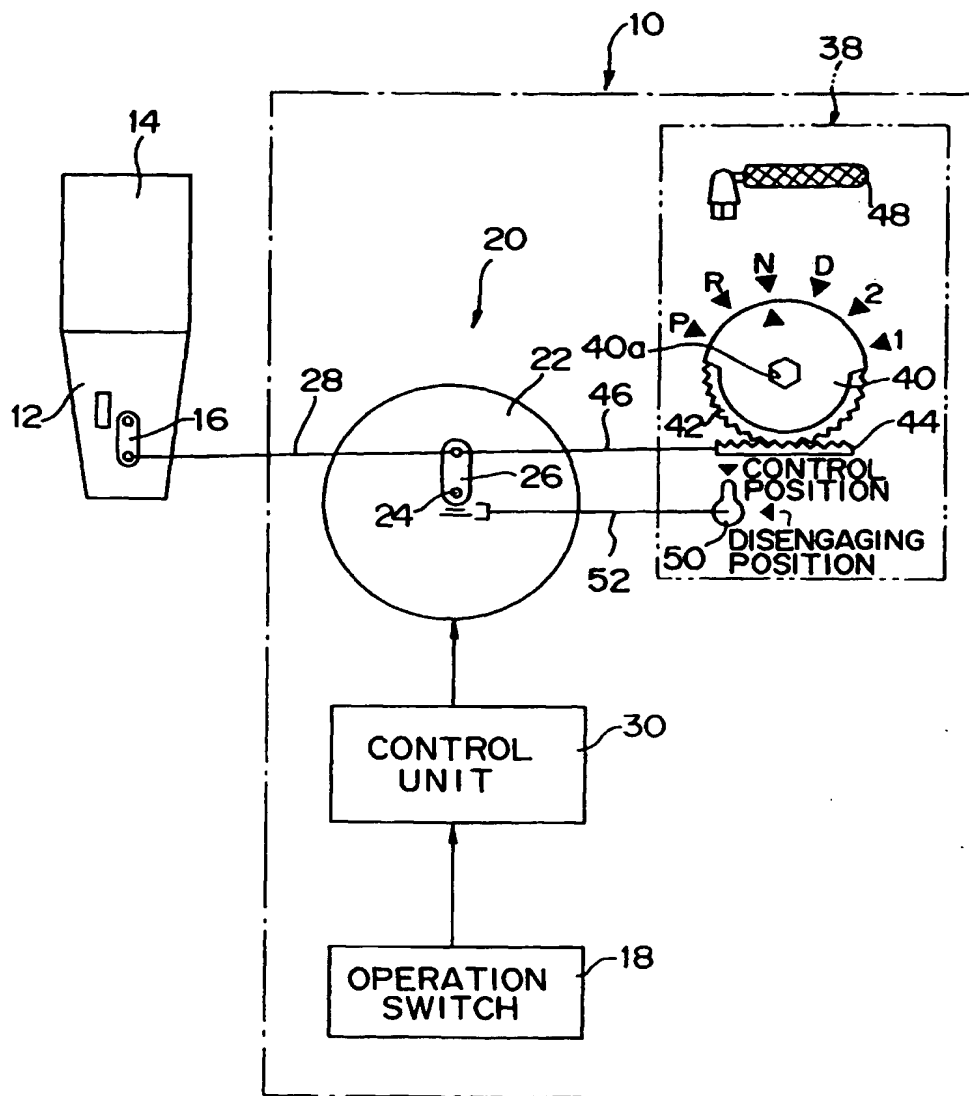 10
38
14
48
20
N
D
R
2
P
1
22
40a
40
12
16
28
46
42
44
26
24
CONTROL
POSITION
50
DISENGAGING
POSITION
52
CONTROL
UNIT
30
OPERATION
SWITCH
18